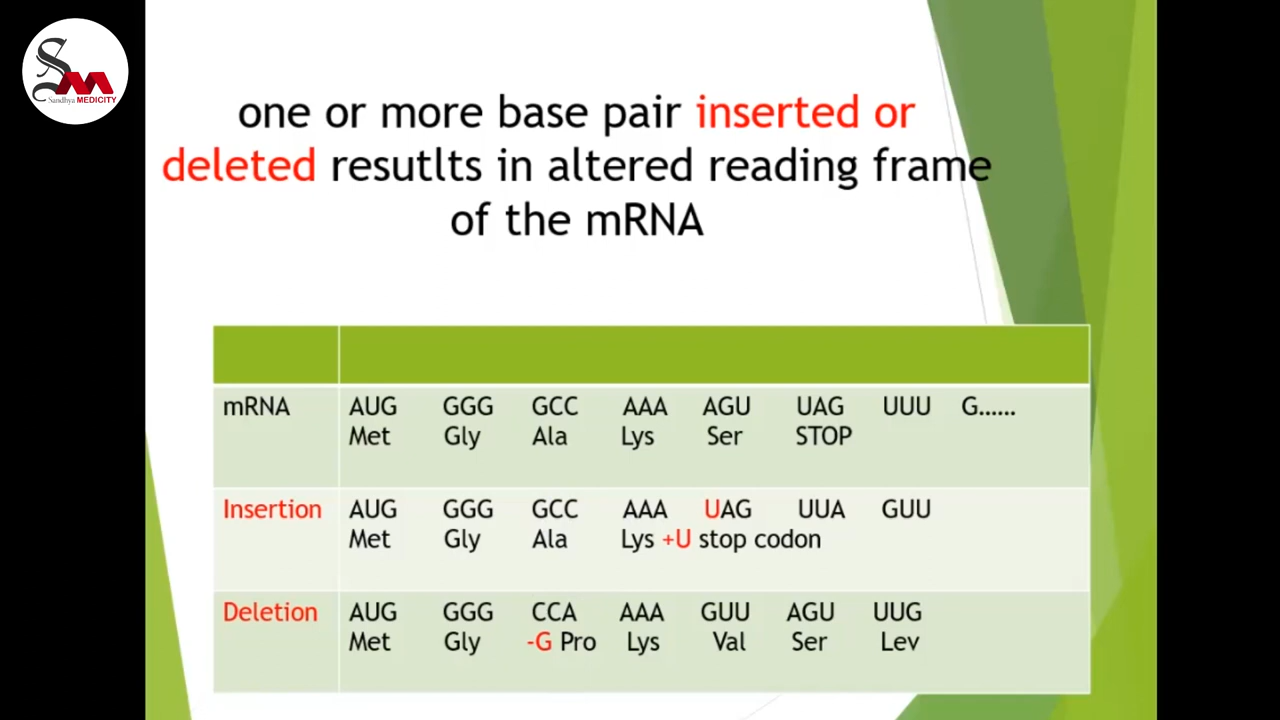 Sandhya MEDICITY
one or more base pair inserted or
deleted resutlts in altered reading frame
of the mRNA
mRNA AUG GGG GCC AAA AGU UAG UUU G......
Met Gly Ala Lys Ser STOP
Insertion AUG GGG GCC AAA UAG UUA GUU
Met Gly Ala Lys +U stop codon
Deletion AUG GGG CCA AAA GUU AGU UUG
Met Gly -G Pro Lys Val Ser Lev